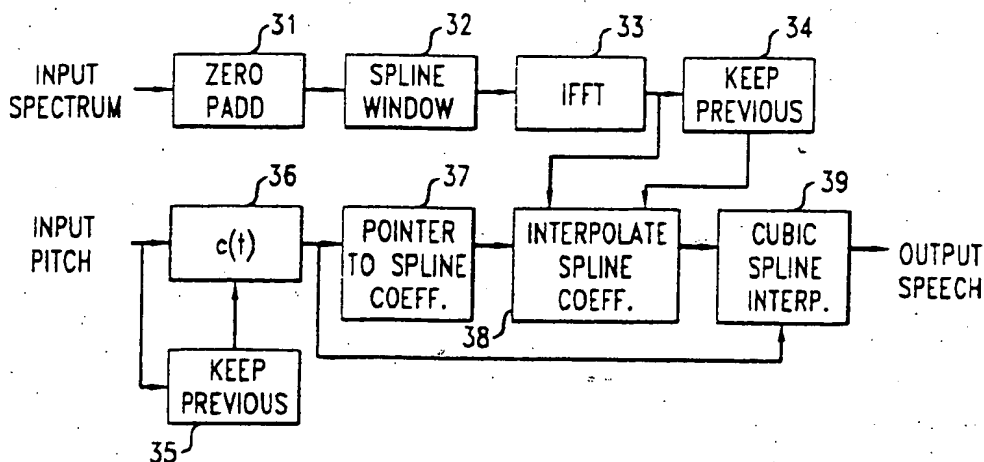 31
32
33
34
INPUT
SPECTRUM
ZERO
PADD
SPLINE
WINDOW
IFFT
KEEP
PREVIOUS
36
37
39
INPUT
PITCH
c(t)
POINTER
TO SPLINE
COEFF.
INTERPOLATE
SPLINE
COEFF.
38
CUBIC
SPLINE
INTERP.
OUTPUT
SPEECH
KEEP
PREVIOUS
35